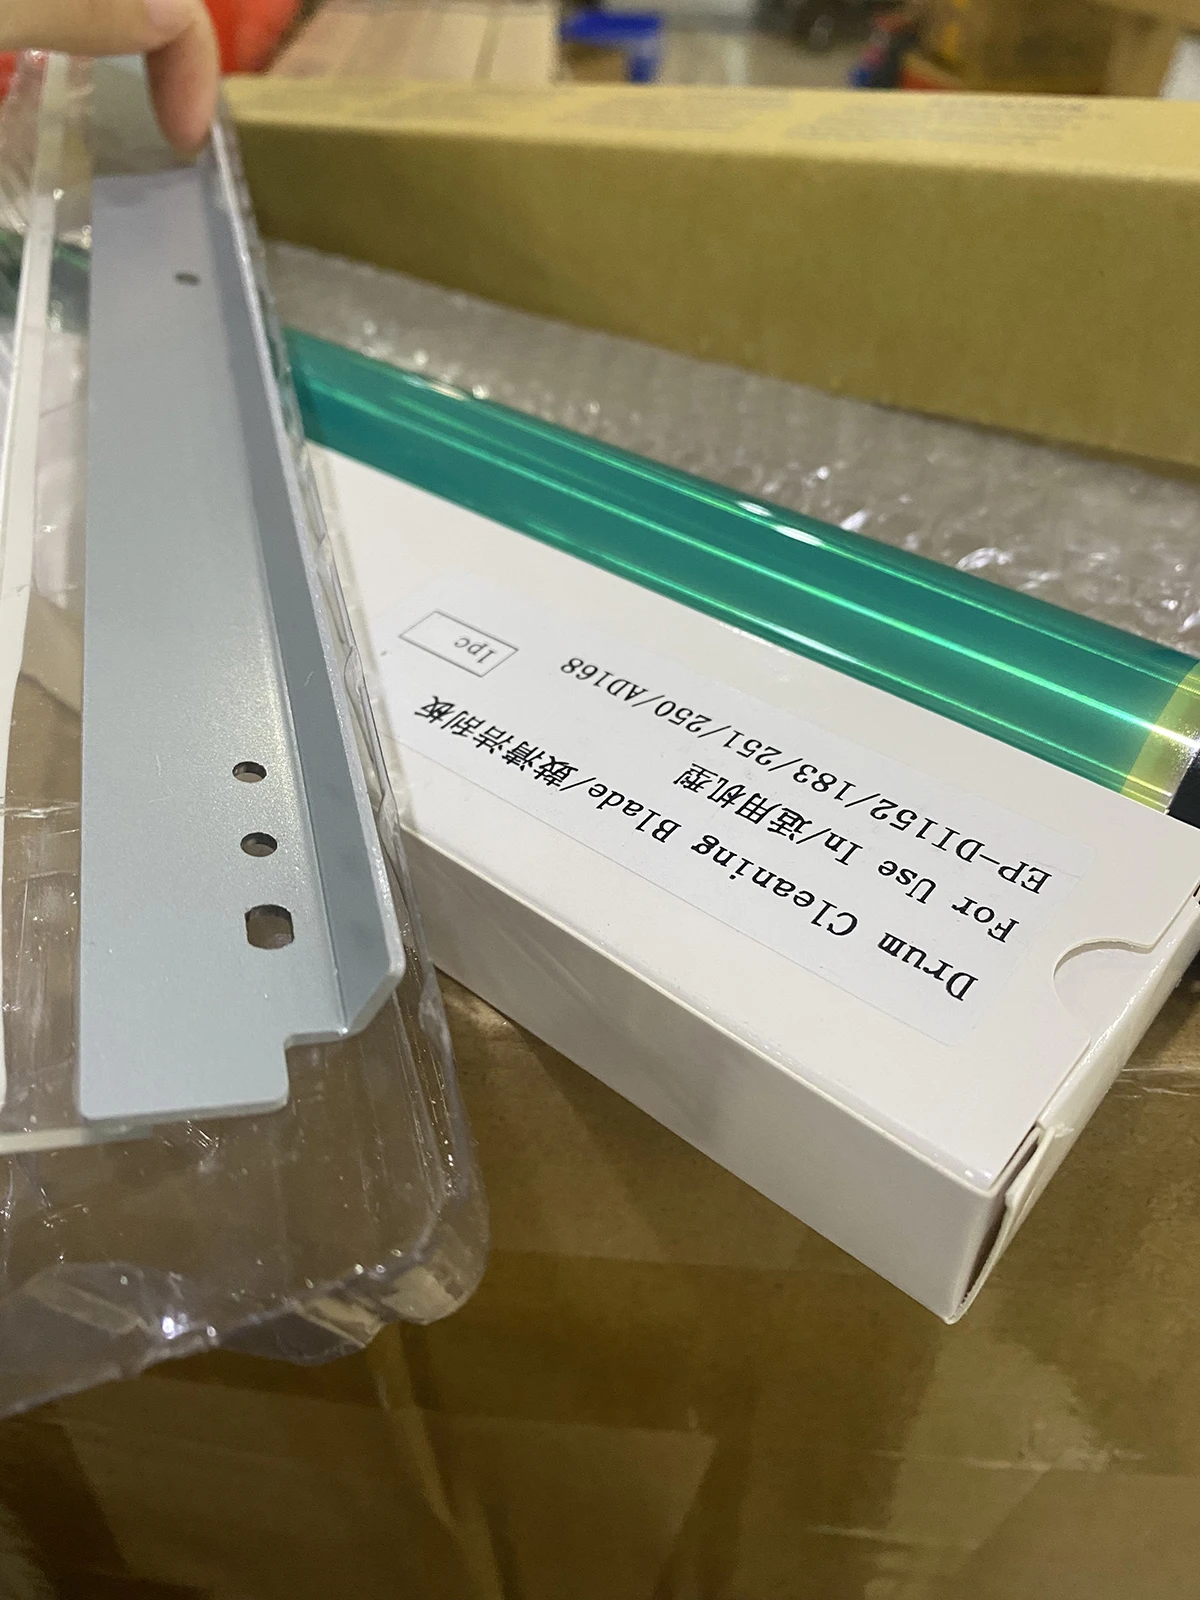 Drum Cleaning Blade/鼓清洁刮板
For Use In/适用机型
EP-DI152/183/251/250/AD168
1pc